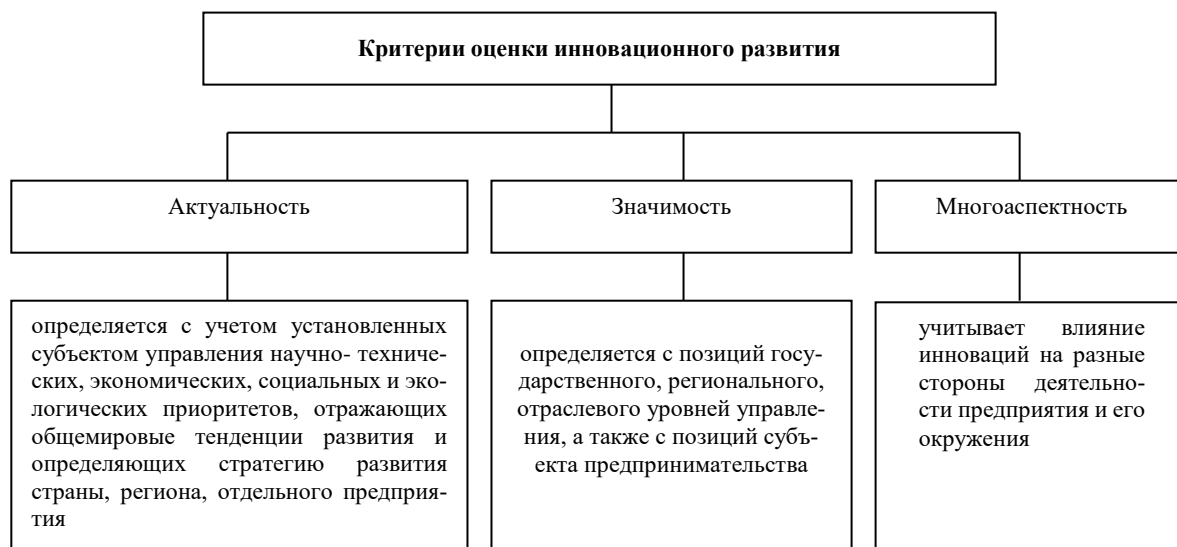 Критерии оценки инновационного развития
Актуальность
Значимость
Многоаспектность
определяется с учетом установленных
субъектом управления научно- техниче-
ских, экономических, социальных и эко-
логических приоритетов, отражающих
общемировые тенденции развития и
определяющих стратегию развития
страны, региона, отдельного предприя-
тия
определяется с позиций госу-
дарственного, регионального,
отраслевого уровней управле-
ния, а также с позиций субъ-
екта предпринимательства
учитывает влияние
инноваций на разные
стороны деятельно-
сти предприятия и его
окружения